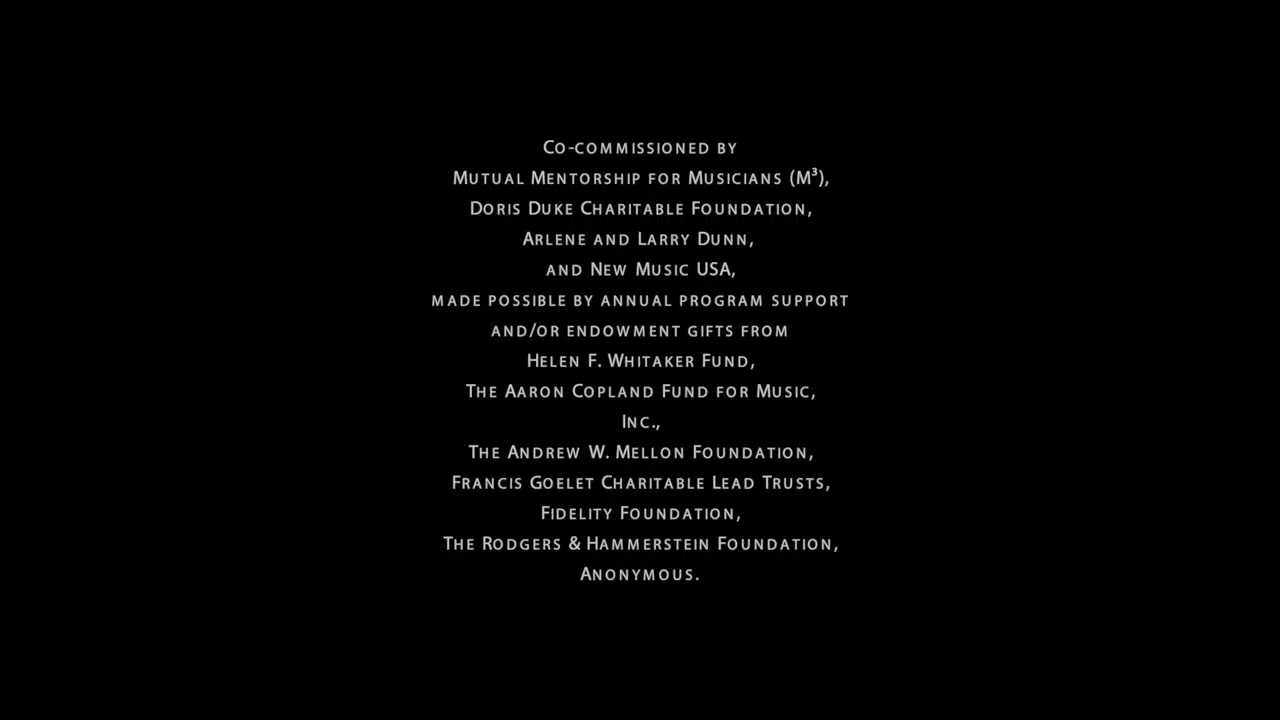 Co-commissioned by
Mutual Mentorship for Musicians (M³),
Doris Duke Charitable Foundation,
Arlene and Larry Dunn,
and New Music USA,
made possible by annual program support
and/or endowment gifts from
Helen F. Whitaker Fund,
The Aaron Copland Fund for Music,
Inc.,
The Andrew W. Mellon Foundation,
Francis Goelet Charitable Lead Trusts,
Fidelity Foundation,
The Rodgers & Hammerstein Foundation,
Anonymous.